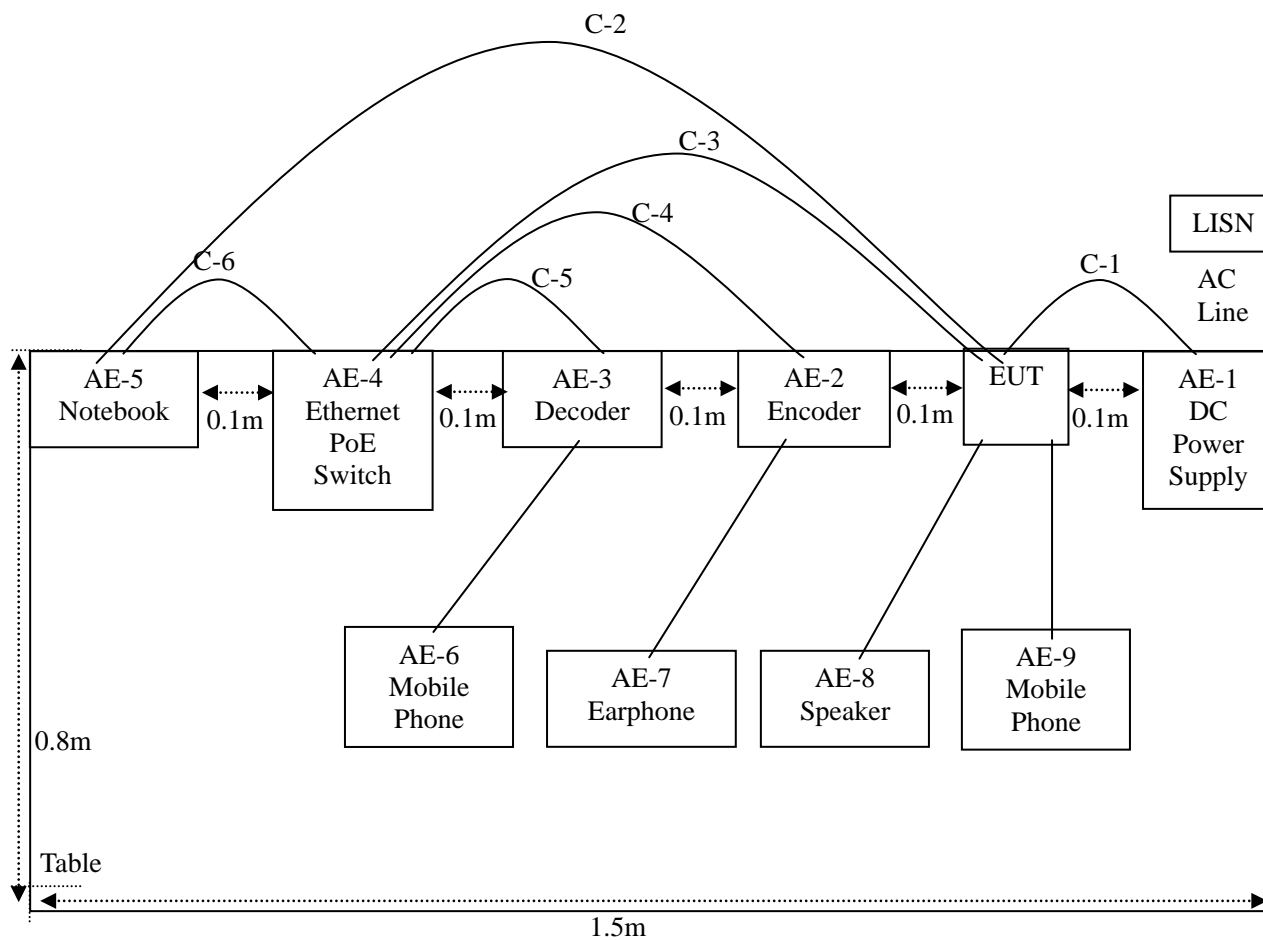 C-2
C-3
C-4
LISN
C-6
C-5
C-1
AC
Line
AE-5
Notebook
0.1m
AE-4
Ethernet
PoE
Switch
0.1m
AE-3
Decoder
0.1m
AE-2
Encoder
0.1m
EUT
0.1m
AE-1
DC
Power
Supply
AE-6
Mobile
Phone
AE-7
Earphone
AE-8
Speaker
AE-9
Mobile
Phone
0.8m
Table
1.5m